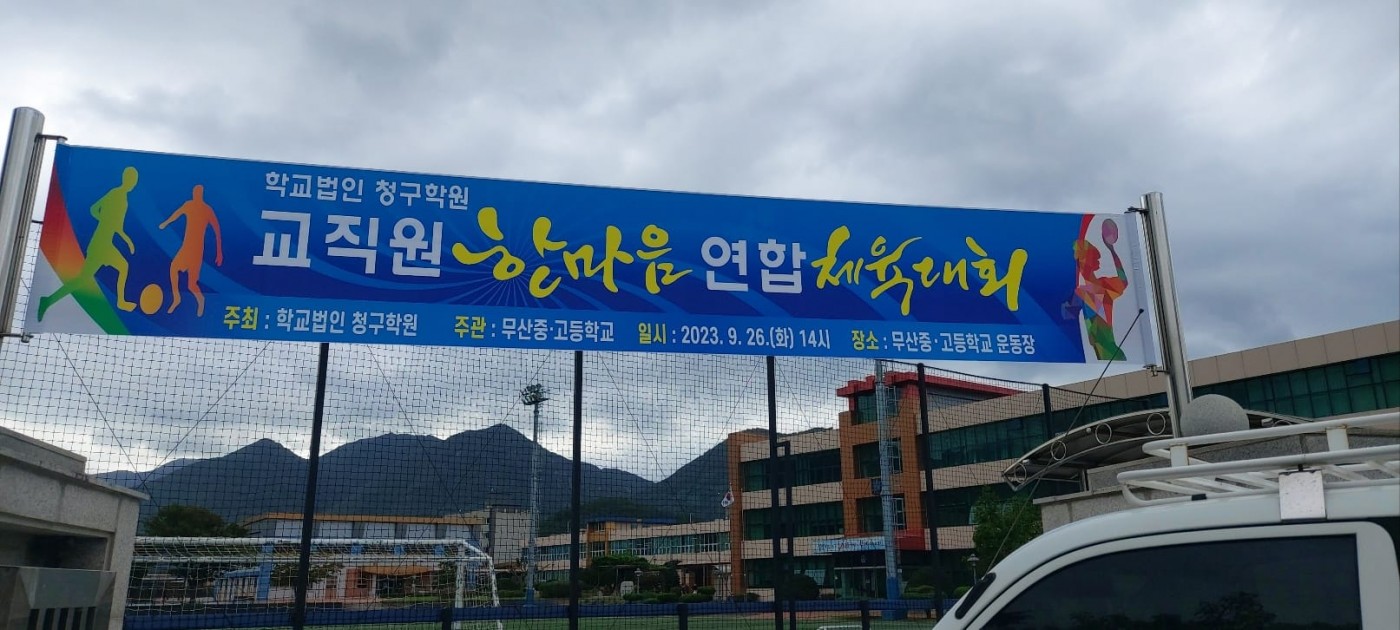 학교법인 청구학원
교직원 한마음 연합 체육대회
주최 : 학교법인 청구학원 주관 : 무산중·고등학교 일시 : 2023. 9. 26.(화) 14시 장소 : 무산중·고등학교 운동장